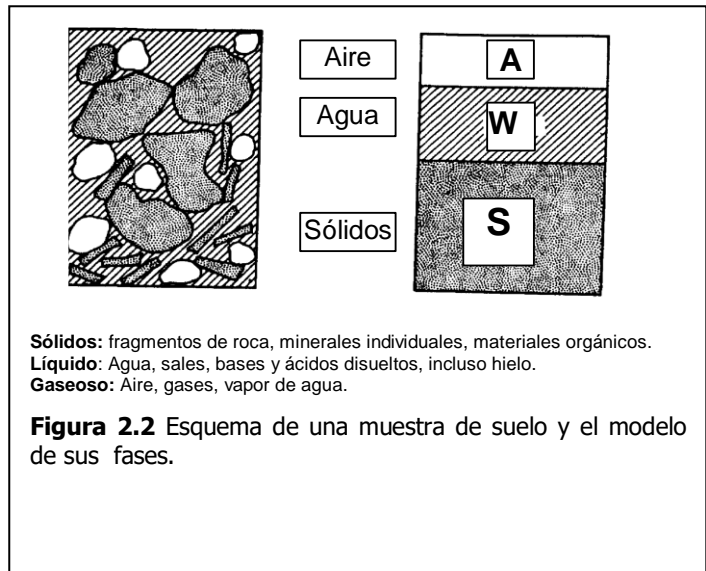 Aire
A
Agua
W
Sólidos
S
Sólidos: fragmentos de roca, minerales individuales, materiales orgánicos.
Líquido: Agua, sales, bases y ácidos disueltos, incluso hielo.
Gaseoso: Aire, gases, vapor de agua.
Figura 2.2 Esquema de una muestra de suelo y el modelo
de sus fases.